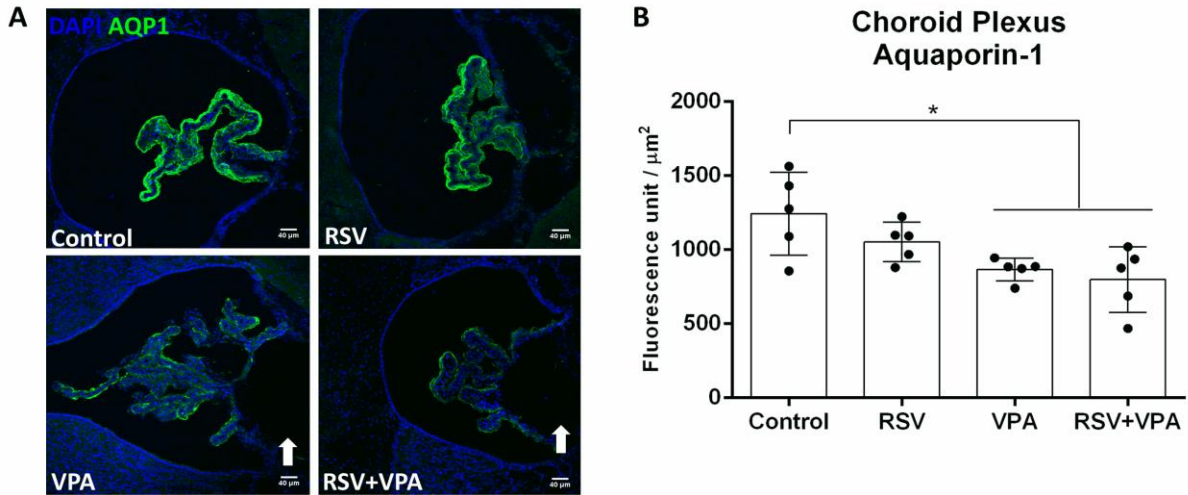 A
DAPI AQP1
Control
40 µm
RSV
40 µm
VPA
40 µm
RSV+VPA
40 µm
B
Choroid Plexus
Aquaporin-1
Fluorescence unit / µm²
2000
1500
1000
500
0
*
Control
RSV
VPA
RSV+VPA